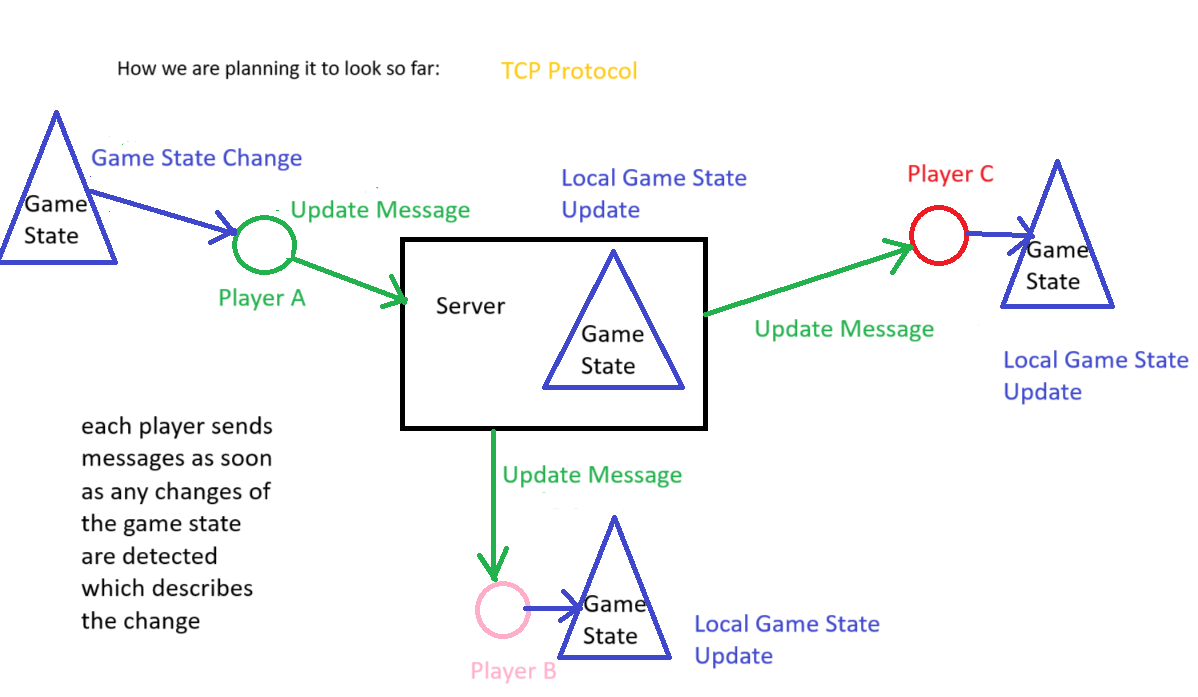 How we are planning it to look so far:
TCP Protocol
Game State Change
Game
State
Update Message
Player A
Local Game State
Update
Server
Game
State
Player C
Game
State
Update Message
Local Game State
Update
each player sends
messages as soon
as any changes of
the game state
are detected
which describes
the change
Update Message
Game
State
Player B
Local Game State
Update